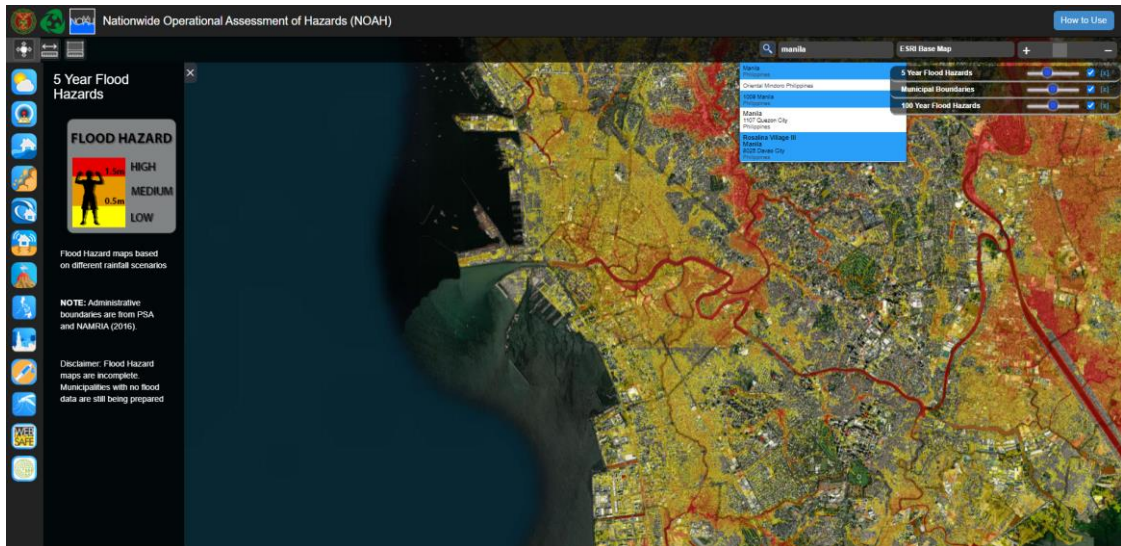 NOAH
Nationwide Operational Assessment of Hazards (NOAH)
How to Use
manila
ESRI Base Map
+
−
Manila
Philippines
Oriental Mindoro Philippines
1008 Manila
Philippines
Manila
1107 Quezon City
Philippines
Rosalina Village III
Manila
8025 Davao City
Philippines
5 Year Flood Hazards
[x]
Municipal Boundaries
[x]
100 Year Flood Hazards
[x]
5 Year Flood
Hazards
×
FLOOD HAZARD
1.5m
HIGH
MEDIUM
0.5m
LOW
Flood Hazard maps based
on different rainfall scenarios
NOTE: Administrative
boundaries are from PSA
and NAMRIA (2016).
Disclaimer: Flood Hazard
maps are incomplete.
Municipalities with no flood
data are still being prepared
WEB
SAFE